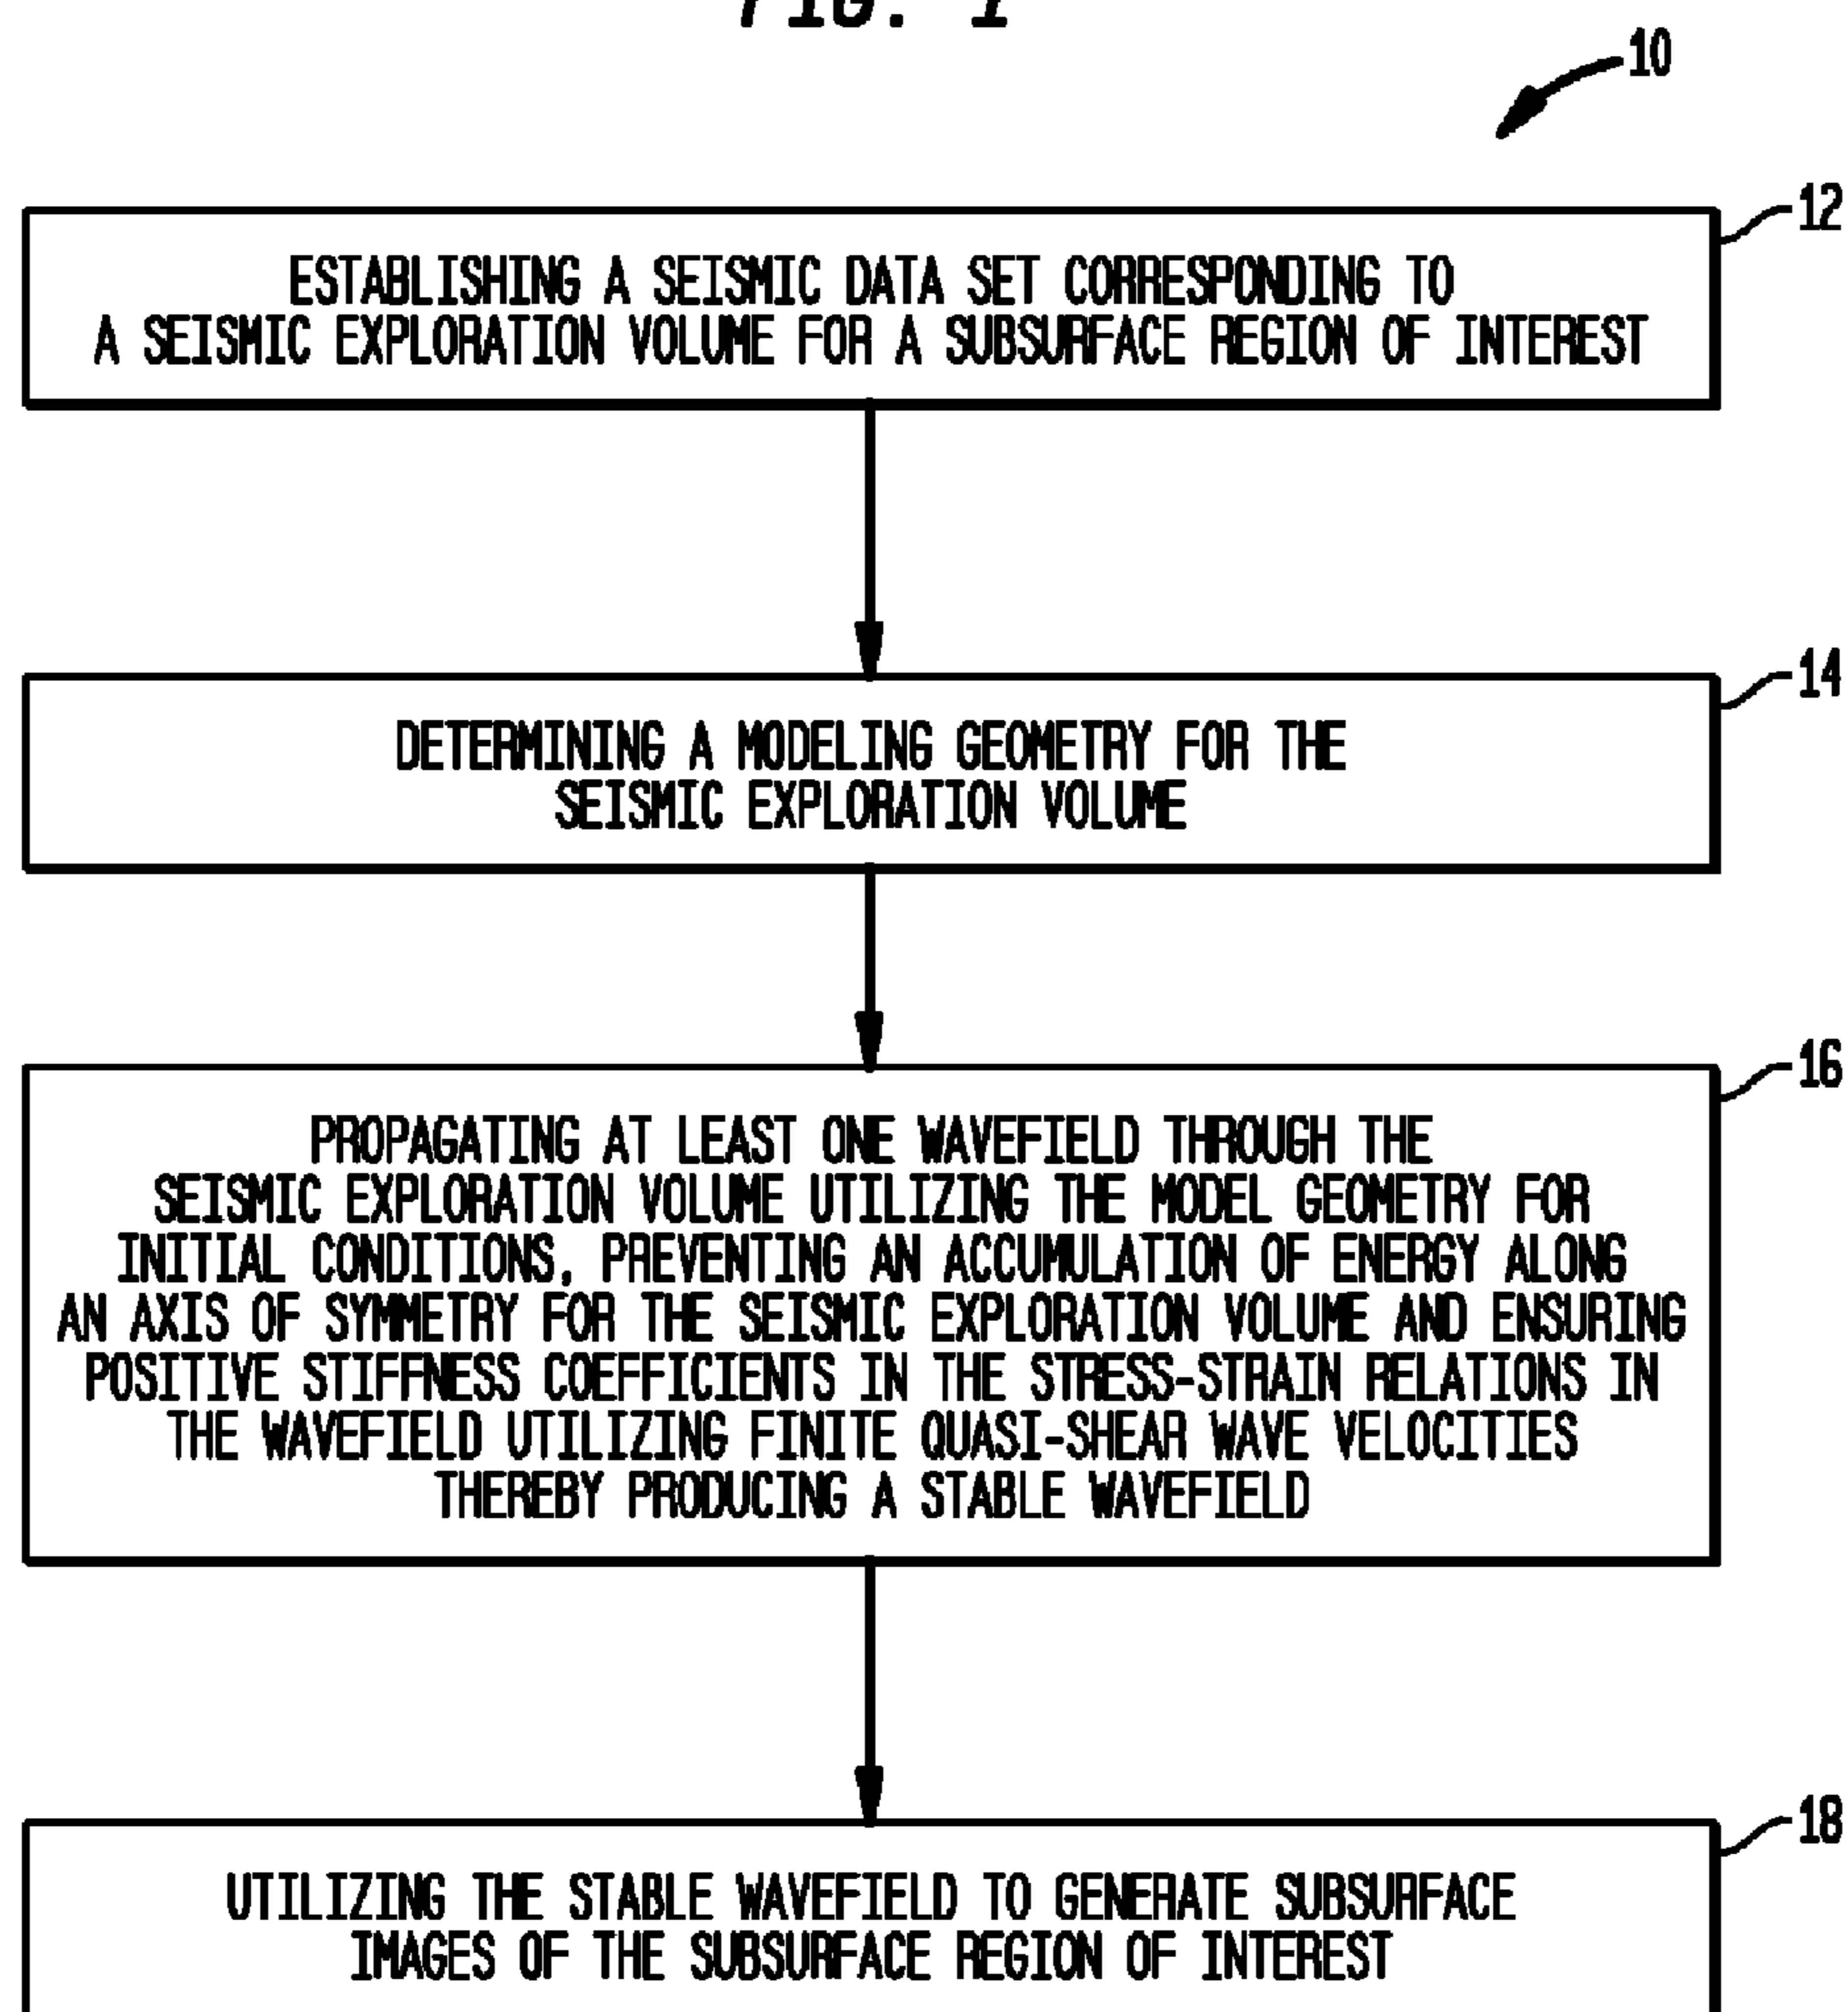 FIG. 1
10
12
ESTABLISHING A SEISMIC DATA SET CORRESPONDING TO
A SEISMIC EXPLORATION VOLUME FOR A SUBSURFACE REGION OF INTEREST
14
DETERMINING A MODELING GEOMETRY FOR THE
SEISMIC EXPLORATION VOLUME
16
PROPAGATING AT LEAST ONE WAVEFIELD THROUGH THE
SEISMIC EXPLORATION VOLUME UTILIZING THE MODEL GEOMETRY FOR
INITIAL CONDITIONS, PREVENTING AN ACCUMULATION OF ENERGY ALONG
AN AXIS OF SYMMETRY FOR THE SEISMIC EXPLORATION VOLUME AND ENSURING
POSITIVE STIFFNESS COEFFICIENTS IN THE STRESS-STRAIN RELATIONS IN
THE WAVEFIELD UTILIZING FINITE QUASI-SHEAR WAVE VELOCITIES
THEREBY PRODUCING A STABLE WAVEFIELD
18
UTILIZING THE STABLE WAVEFIELD TO GENERATE SUBSURFACE
IMAGES OF THE SUBSURFACE REGION OF INTEREST